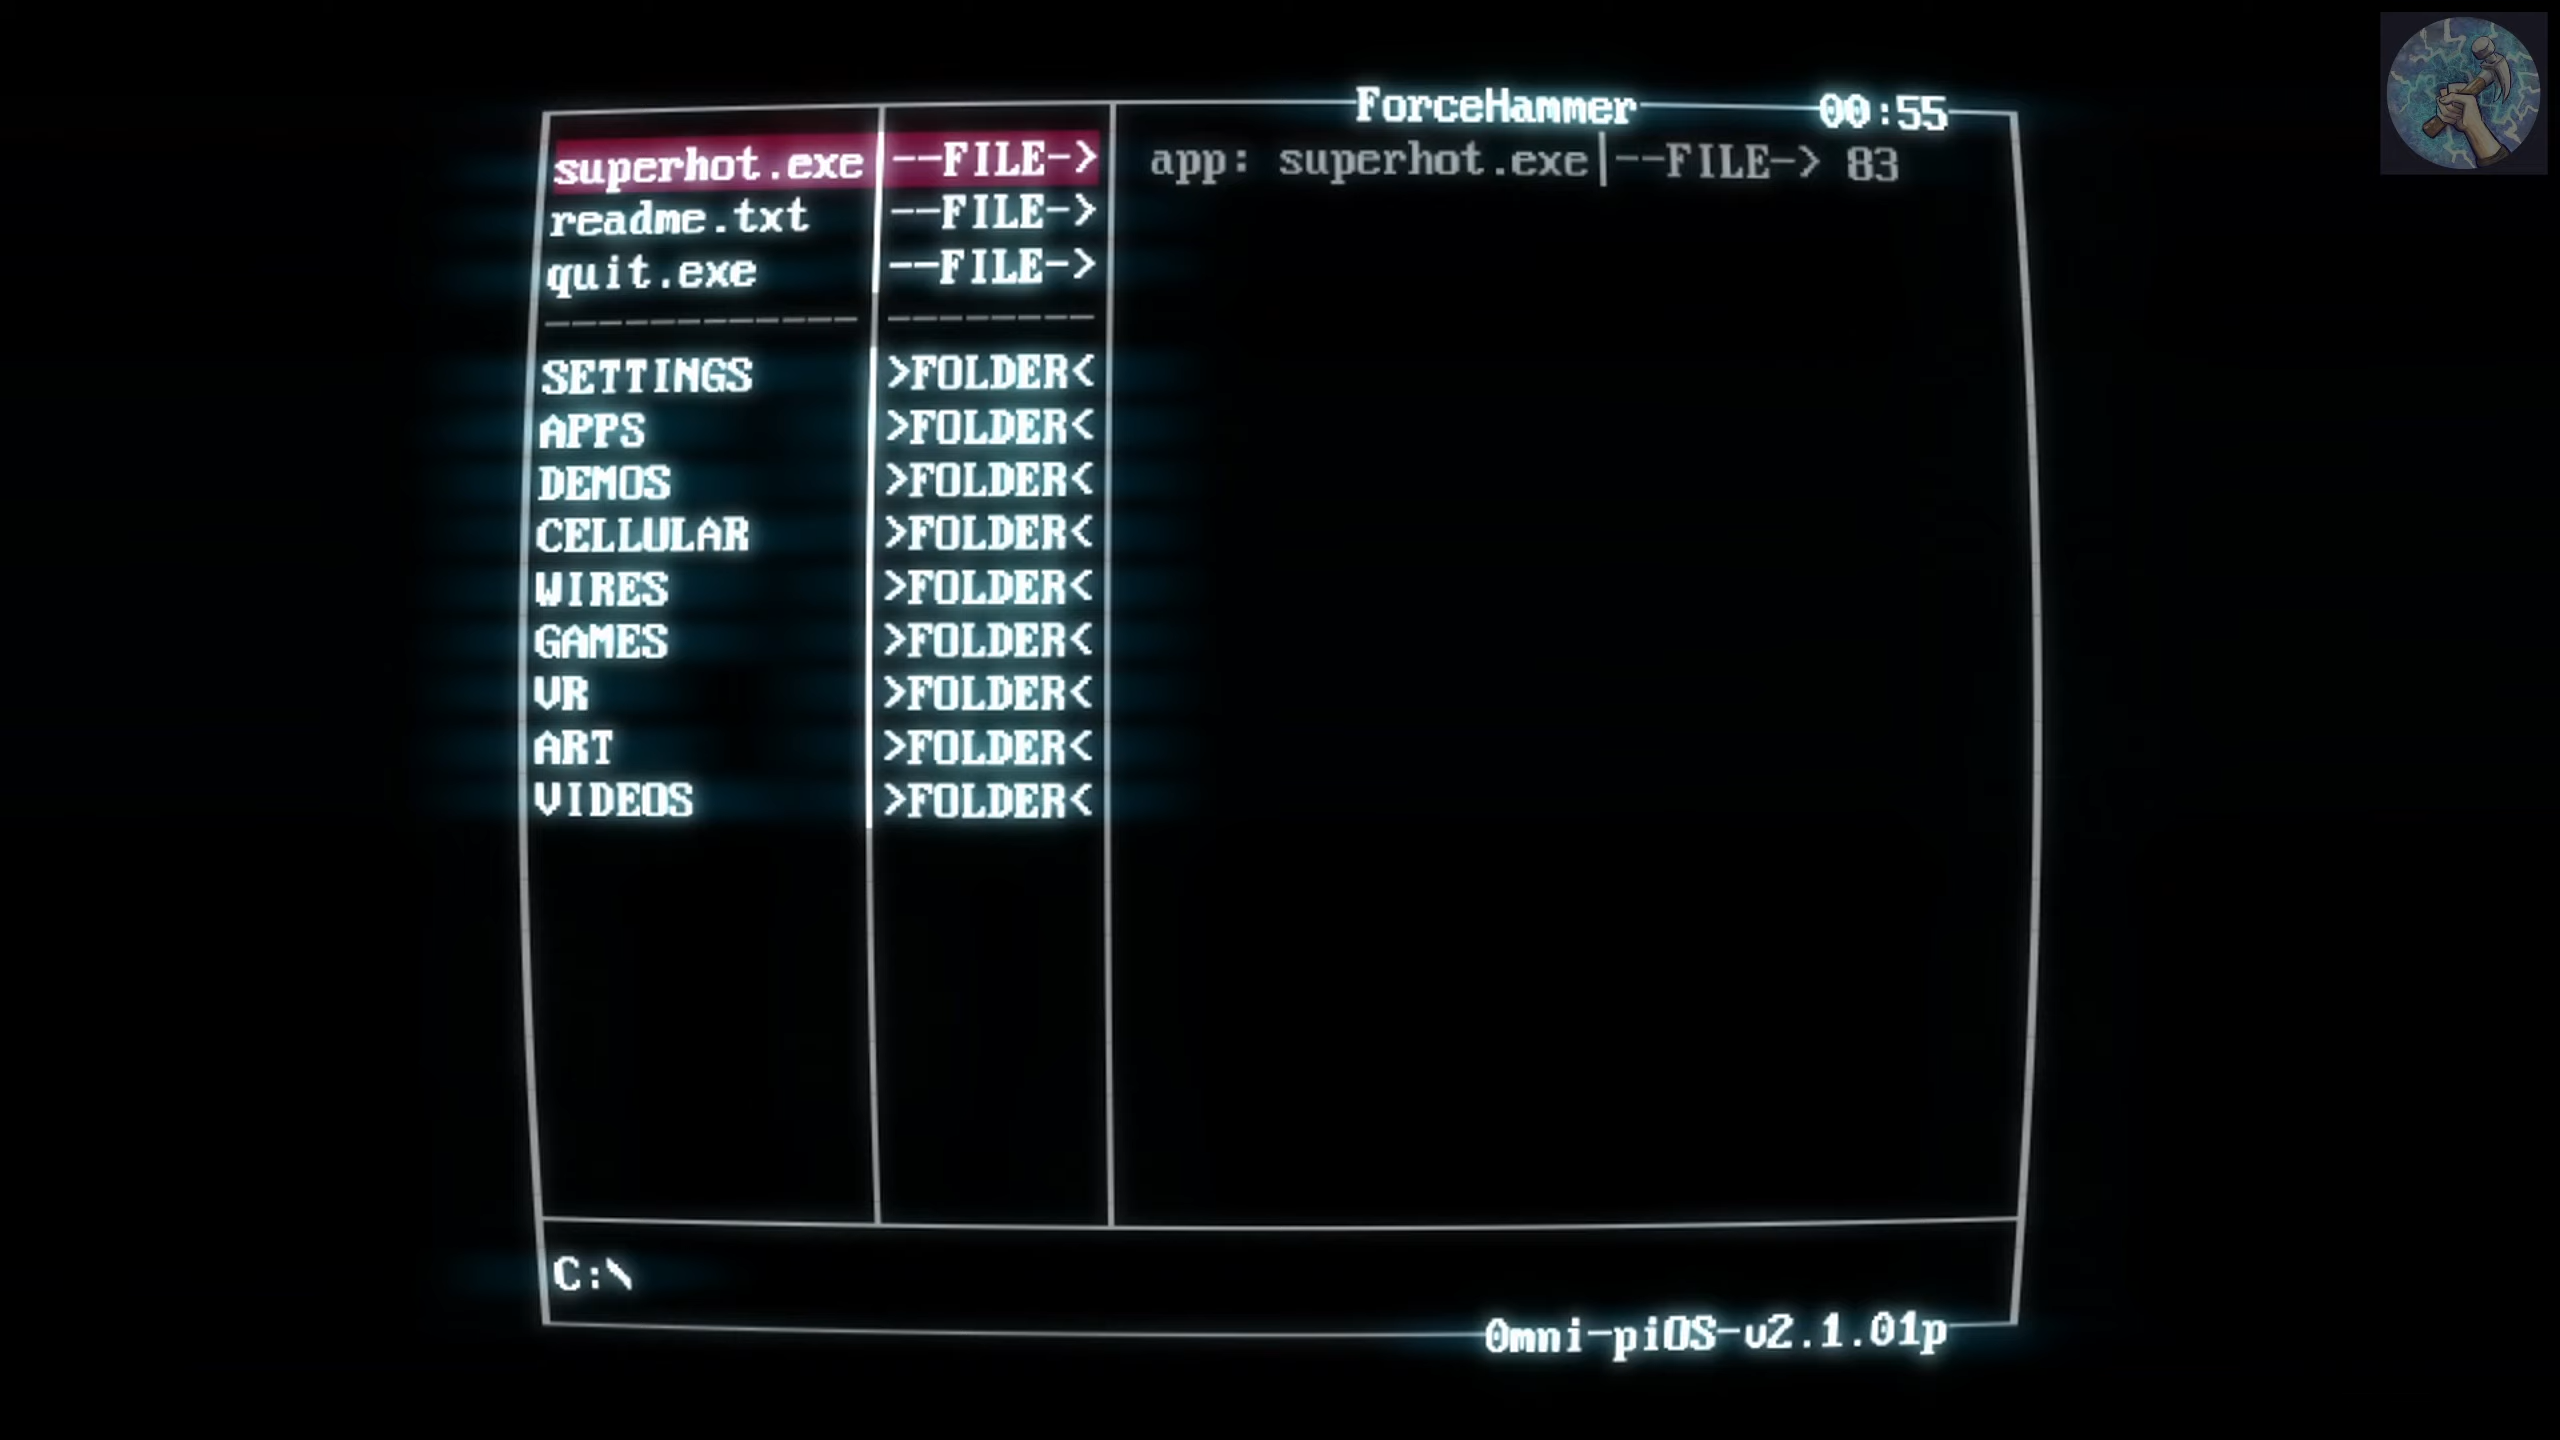 ForceHammer 00:55
superhot.exe --FILE-> app: superhot.exe|--FILE-> 83
readme.txt --FILE->
quit.exe --FILE->
------------ --------
SETTINGS >FOLDER<
APPS >FOLDER<
DEMOS >FOLDER<
CELLULAR >FOLDER<
WIRES >FOLDER<
GAMES >FOLDER<
VR >FOLDER<
ART >FOLDER<
VIDEOS >FOLDER<
C:\
0mni-piOS-v2.1.01p